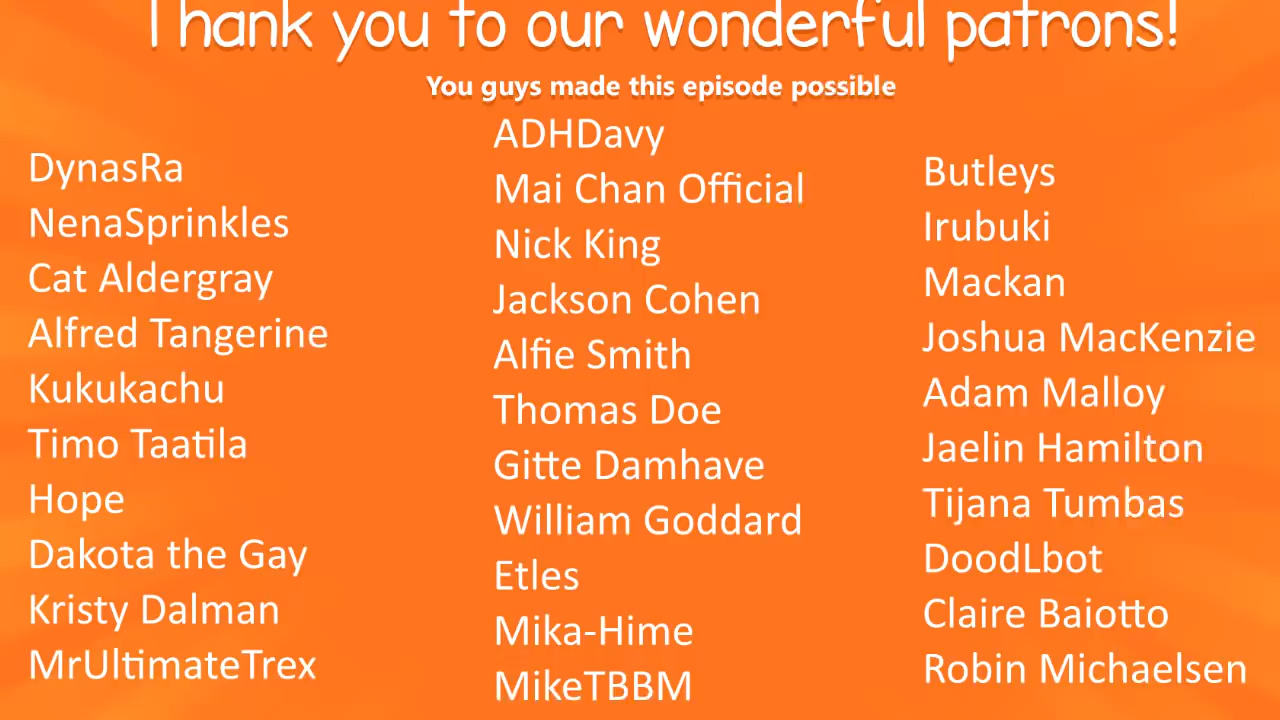 Thank you to our wonderful patrons!
You guys made this episode possible
DynasRa
NenaSprinkles
Cat Aldergray
Alfred Tangerine
Kukukachu
Timo Taatila
Hope
Dakota the Gay
Kristy Dalman
MrUltimateTrex
ADHDavy
Mai Chan Official
Nick King
Jackson Cohen
Alfie Smith
Thomas Doe
Gitte Damhave
William Goddard
Etles
Mika-Hime
MikeTBBM
Butleys
Irubuki
Mackan
Joshua MacKenzie
Adam Malloy
Jaelin Hamilton
Tijana Tumbas
DoodLbot
Claire Baiotto
Robin Michaelsen